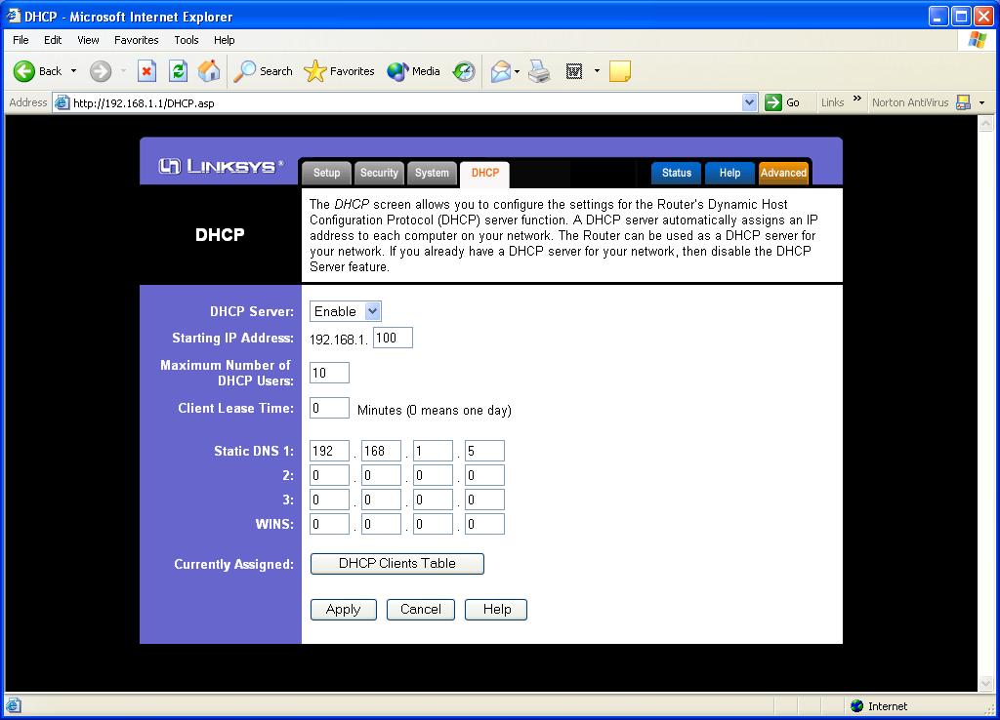 DHCP - Microsoft Internet Explorer
File Edit View Favorites Tools Help
Back Search Favorites Media
Address http://192.168.1.1/DHCP.asp Go Links » Norton AntiVirus
LINKSYS® Setup Security System DHCP Status Help Advanced
DHCP
The DHCP screen allows you to configure the settings for the Router's Dynamic Host
Configuration Protocol (DHCP) server function. A DHCP server automatically assigns an IP
address to each computer on your network. The Router can be used as a DHCP server for
your network. If you already have a DHCP server for your network, then disable the DHCP
Server feature.
DHCP Server: Enable
Starting IP Address: 192.168.1. 100
Maximum Number of
DHCP Users: 10
Client Lease Time: 0 Minutes (0 means one day)
Static DNS 1: 192 . 168 . 1 . 5
2: 0 . 0 . 0 . 0
3: 0 . 0 . 0 . 0
WINS: 0 . 0 . 0 . 0
Currently Assigned: DHCP Clients Table
Apply Cancel Help
Internet